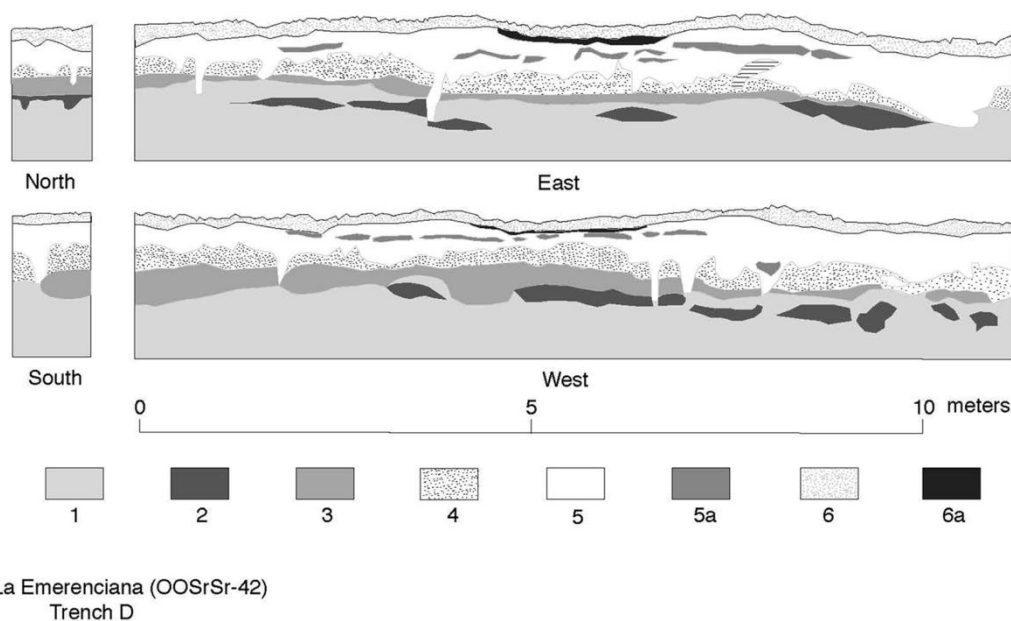 North
East
South
West
0 5 10 meters
1 2 3 4 5 5a 6 6a
La Emerenciana (OOSrSr-42)
Trench D